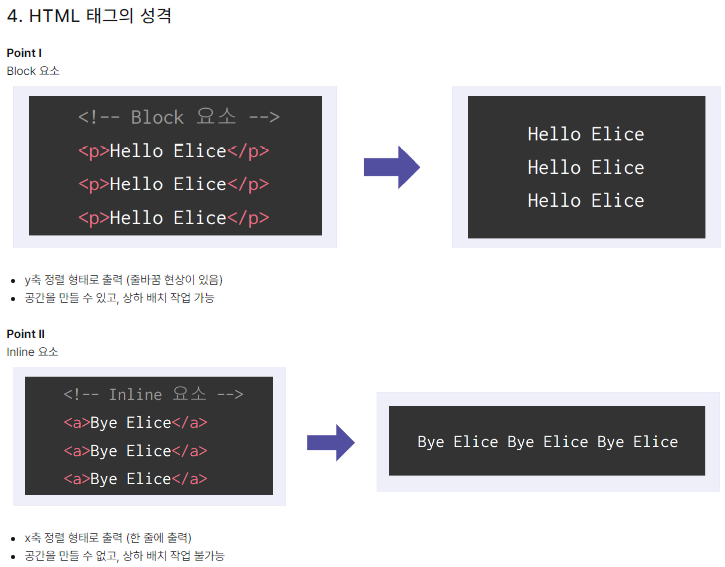 4. HTML 태그의 성격
Point I
Block 요소
<!-- Block 요소 -->
<p>Hello Elice</p>
<p>Hello Elice</p>
<p>Hello Elice</p>
Hello Elice
Hello Elice
Hello Elice
• y축 정렬 형태로 출력 (줄바꿈 현상이 있음)
• 공간을 만들 수 있고, 상하 배치 작업 가능
Point II
Inline 요소
<!-- Inline 요소 -->
<a>Bye Elice</a>
<a>Bye Elice</a>
<a>Bye Elice</a>
Bye Elice Bye Elice Bye Elice
• x축 정렬 형태로 출력 (한 줄에 출력)
• 공간을 만들 수 없고, 상하 배치 작업 불가능